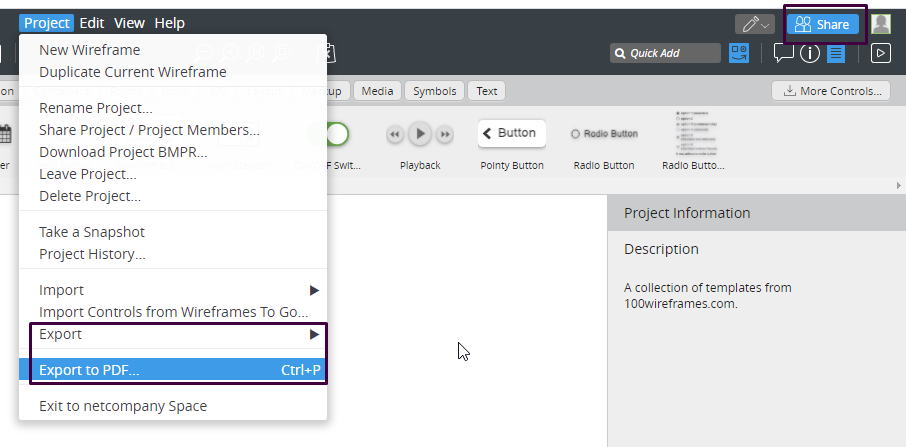 Project Edit View Help
Share
New Wireframe
Duplicate Current Wireframe
Quick Add
on
Media
Symbols
Text
More Controls...
Rename Project...
Share Project / Project Members...
Download Project BMPR...
Leave Project...
Delete Project...
Button
Radio Button
er
F Swit...
Playback
Pointy Button
Radio Button
Radio Butto...
Project Information
Description
A collection of templates from
100wireframes.com.
Take a Snapshot
Project History...
Import
Import Controls from Wireframes To Go...
Export
Export to PDF... Ctrl+P
Exit to netcompany Space